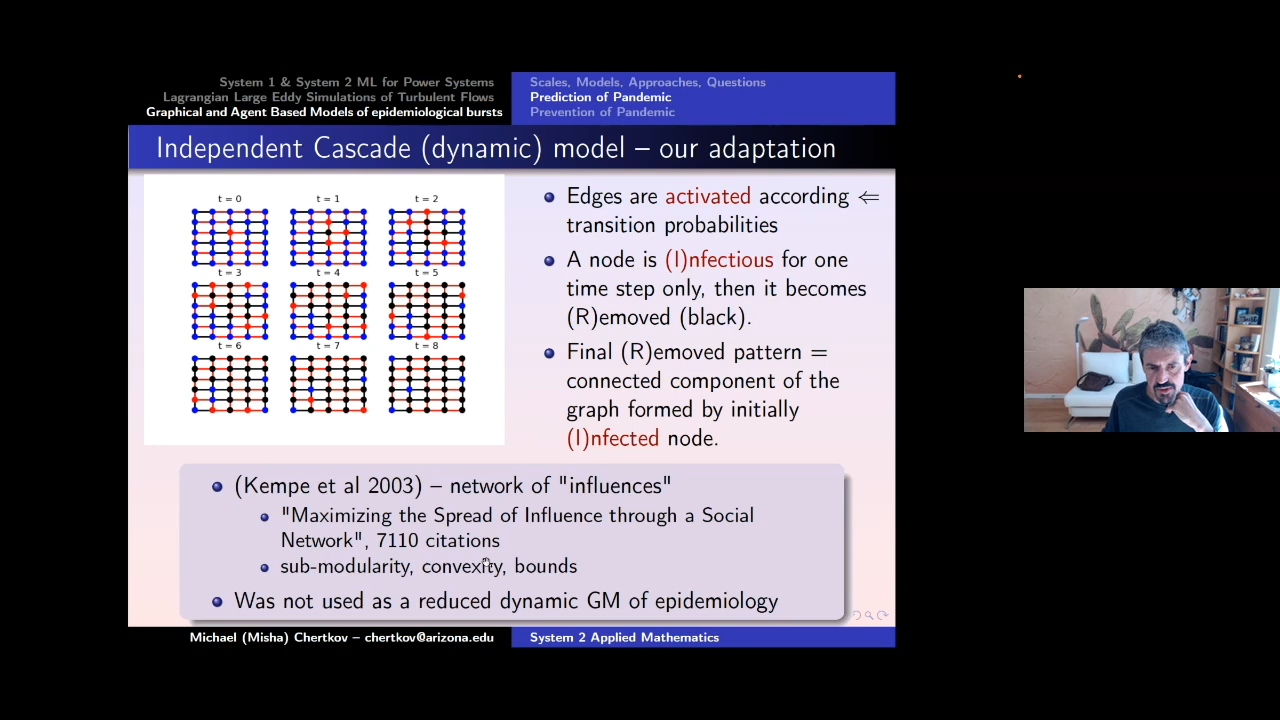 System 1 & System 2 ML for Power Systems
Lagrangian Large Eddy Simulations of Turbulent Flows
Graphical and Agent Based Models of epidemiological bursts
Scales, Models, Approaches, Questions
Prediction of Pandemic
Prevention of Pandemic
Independent Cascade (dynamic) model – our adaptation
t = 0
t = 1
t = 2
t = 3
t = 4
t = 5
t = 6
t = 7
t = 8
Edges are activated according ⇐
transition probabilities
A node is (I)nfectious for one
time step only, then it becomes
(R)emoved (black).
Final (R)emoved pattern =
connected component of the
graph formed by initially
(I)nfected node.
(Kempe et al 2003) – network of "influences"
"Maximizing the Spread of Influence through a Social
Network", 7110 citations
sub-modularity, convexity, bounds
Was not used as a reduced dynamic GM of epidemiology
Michael (Misha) Chertkov – chertkov@arizona.edu
System 2 Applied Mathematics